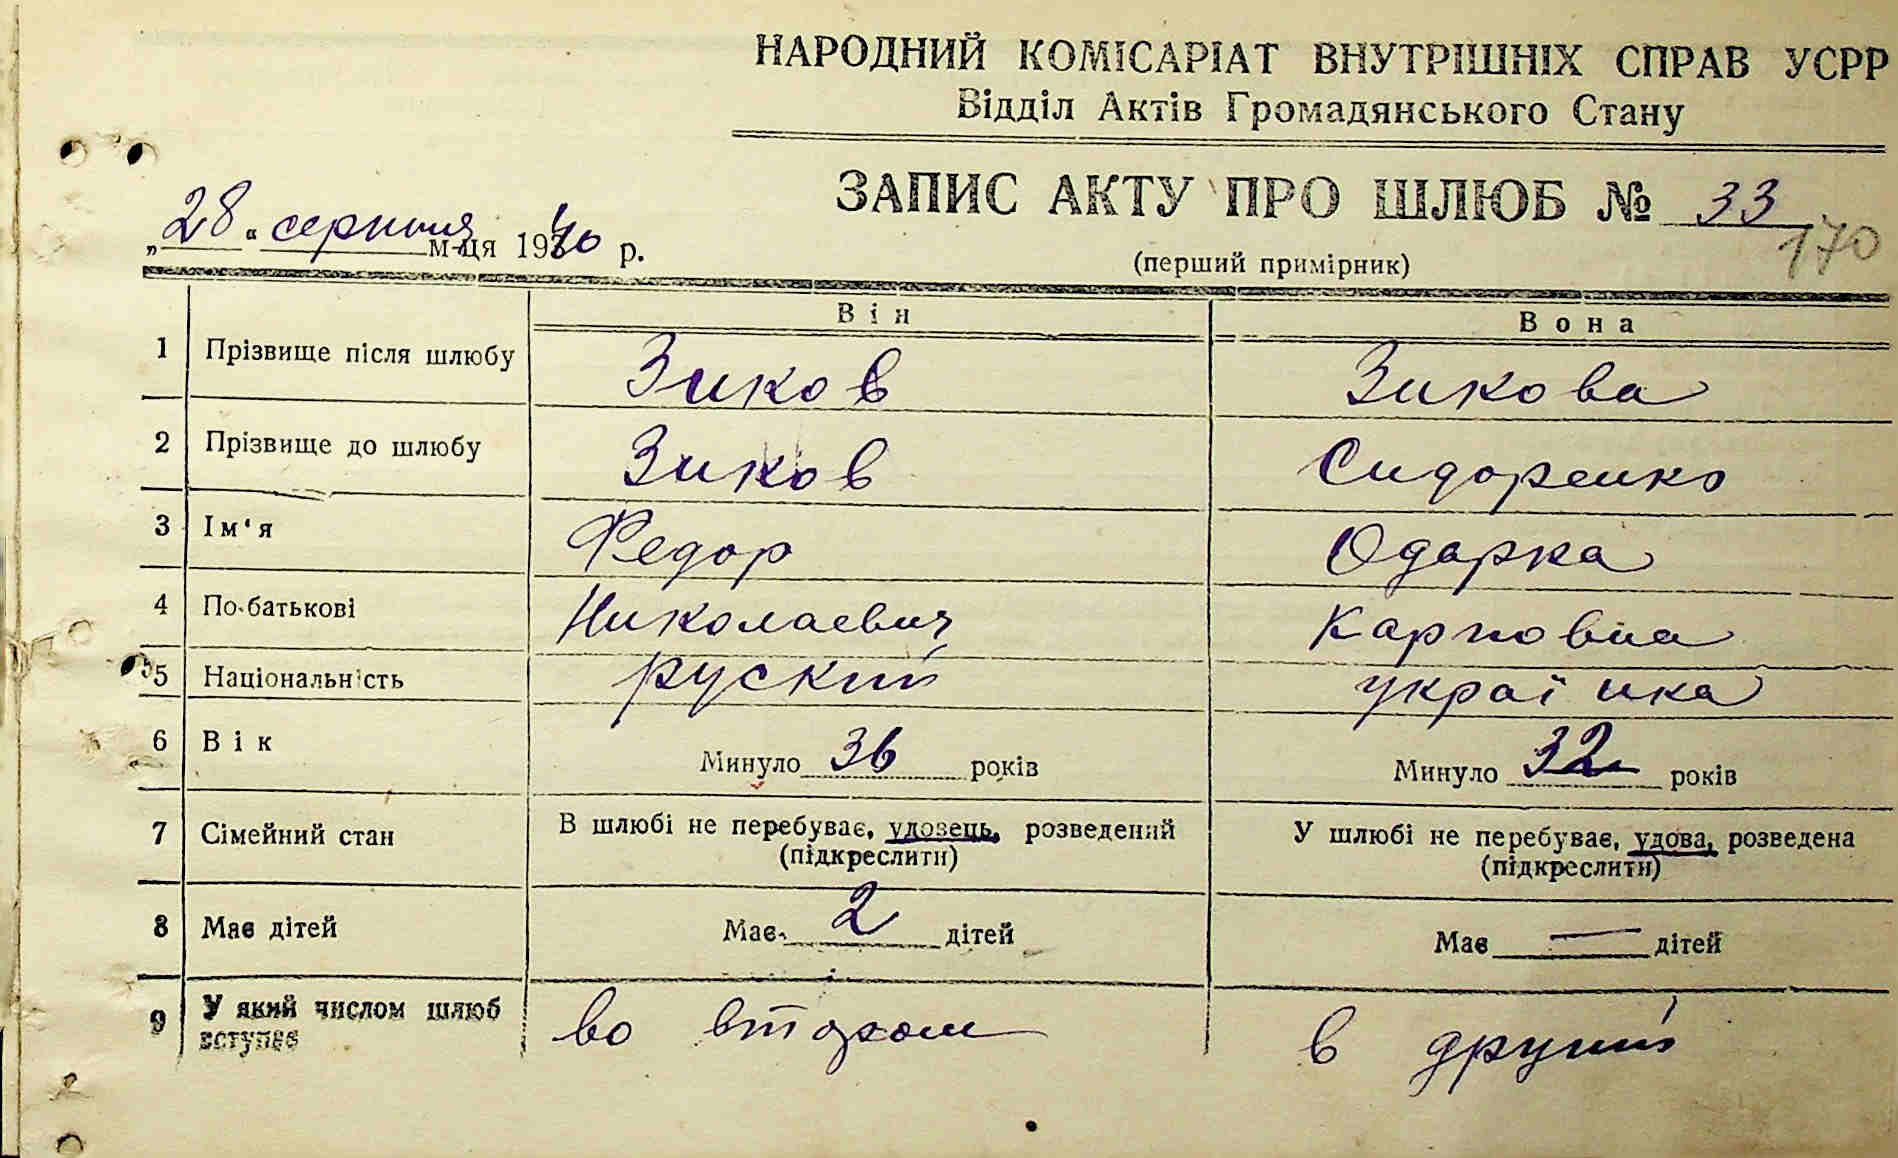 НАРОДНИЙ КОМІСАРІАТ ВНУТРІШНІХ СПРАВ УСРР
Відділ Актів Громадянського Стану
ЗАПИС АКТУ ПРО ШЛЮБ № 33
170
„28“ серпня м-ця 1940 р.
(перший примірник)
Він Вона
1 Прізвище після шлюбу Зиков Зикова
2 Прізвище до шлюбу Зиков Сидоренко
3 Ім'я Федор Одарка
4 По-батькові Николаевич Карповна
5 Національність руский українка
6 Вік Минуло 36 років Минуло 32 років
7 Сімейний стан В шлюбі не перебуває, удовець, розведений У шлюбі не перебуває, удова, розведена
(підкреслити) (підкреслити)
8 Має дітей Має 2 дітей Має — дітей
9 У який числом шлюб во втором в другий
вступає